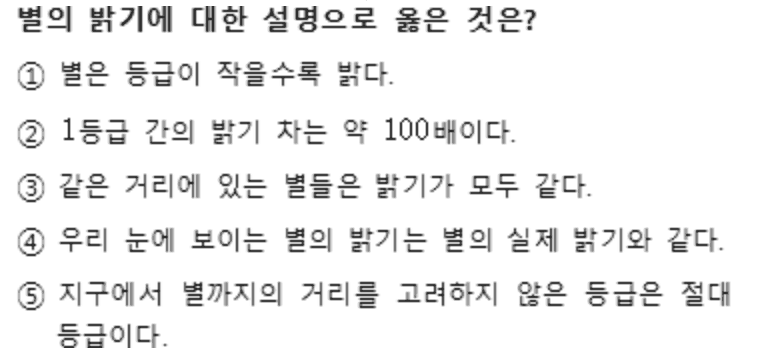 별의 밝기에 대한 설명으로 옳은 것은?
① 별은 등급이 작을수록 밝다.
② 1등급 간의 밝기 차는 약 100배이다.
③ 같은 거리에 있는 별들은 밝기가 모두 같다.
④ 우리 눈에 보이는 별의 밝기는 별의 실제 밝기와 같다.
⑤ 지구에서 별까지의 거리를 고려하지 않은 등급은 절대
등급이다.